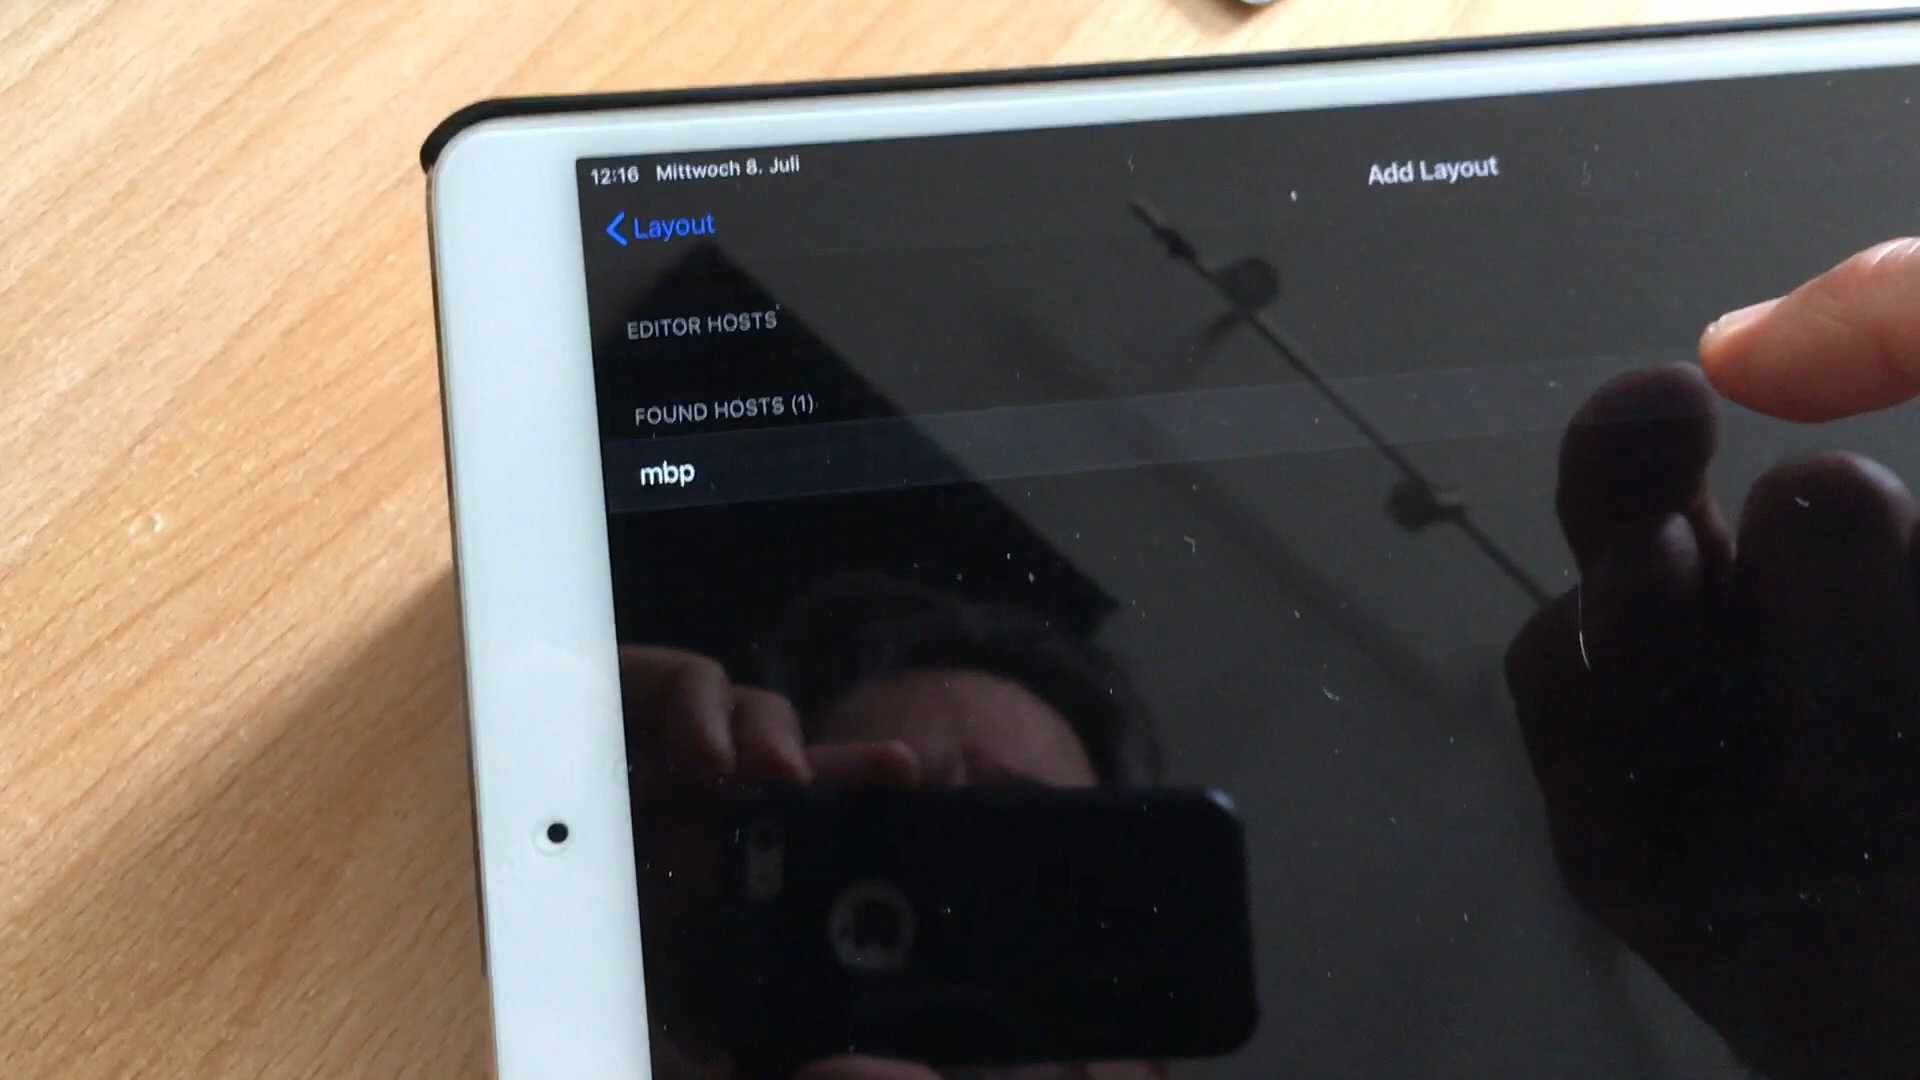 12:16 Mittwoch 8. Juli
Add Layout
Layout
EDITOR HOSTS
FOUND HOSTS (1)
mbp